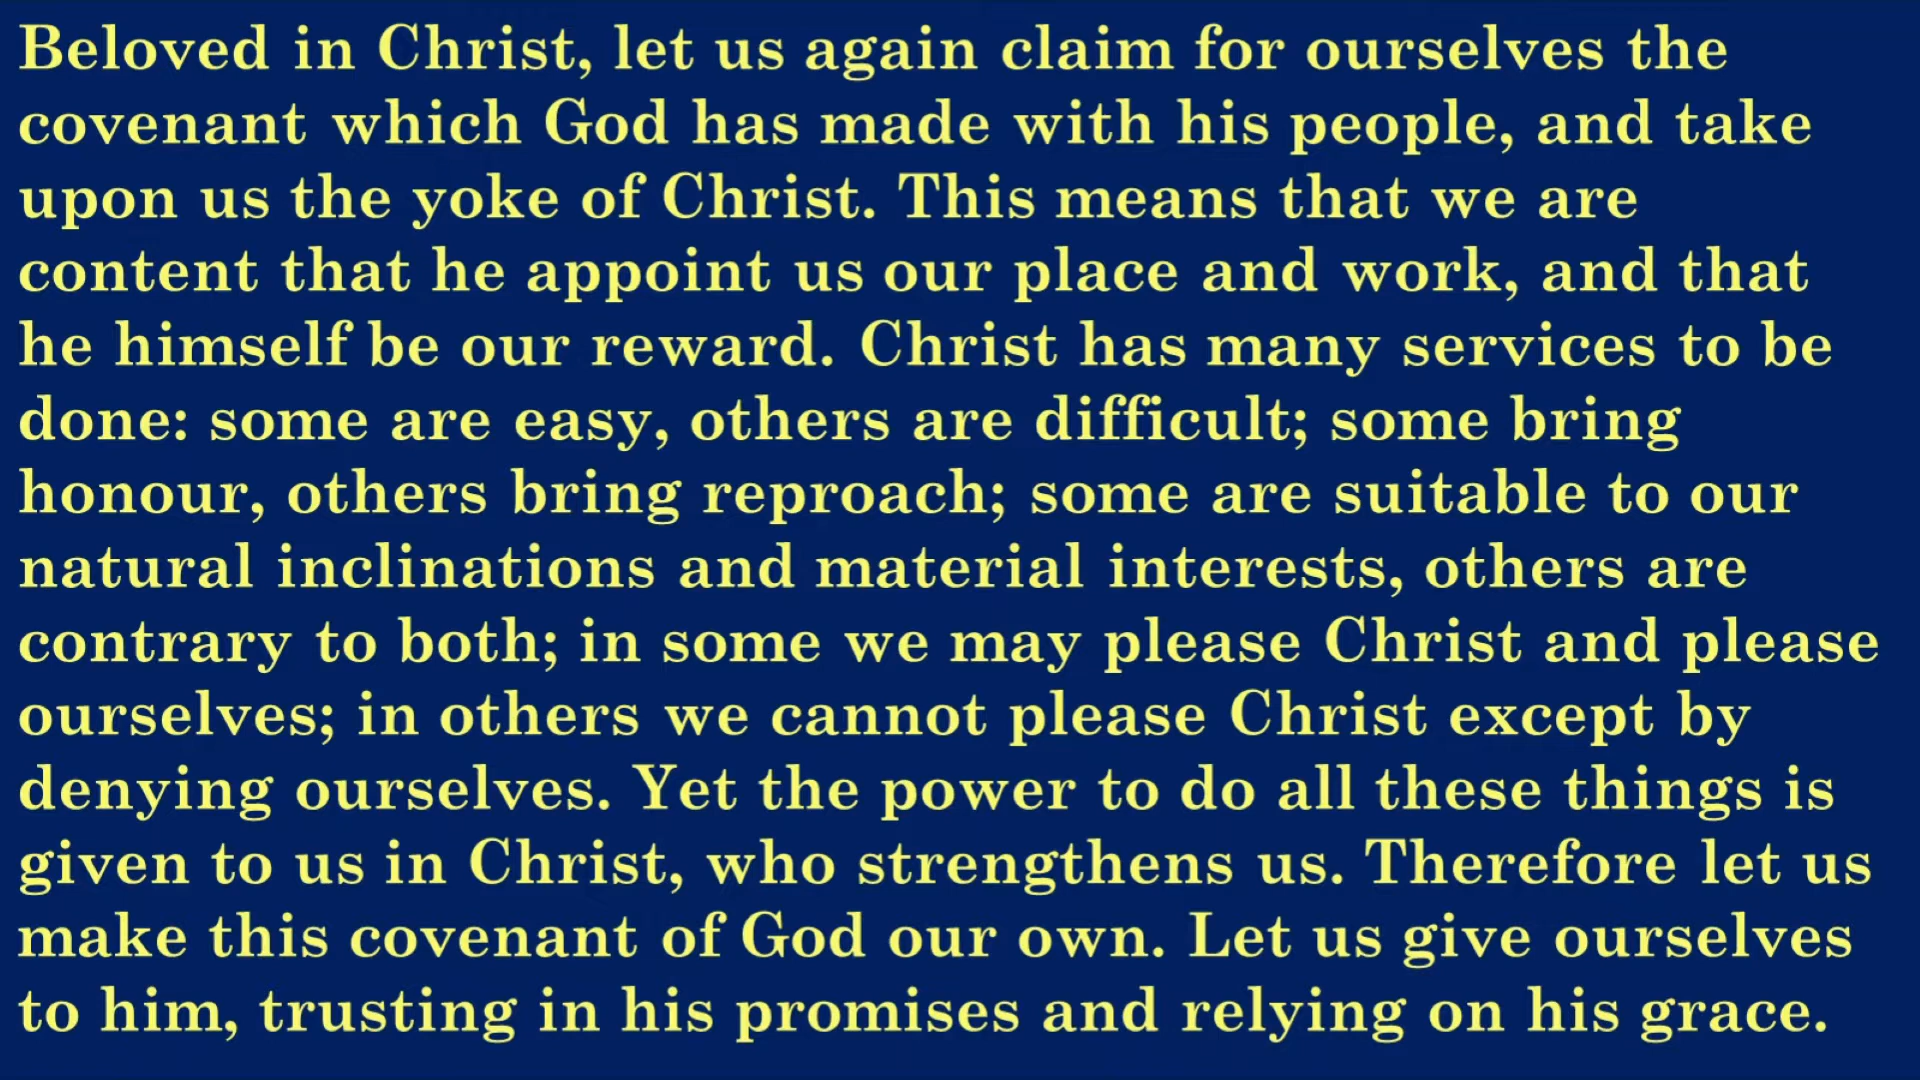 Beloved in Christ, let us again claim for ourselves the
covenant which God has made with his people, and take
upon us the yoke of Christ. This means that we are
content that he appoint us our place and work, and that
he himself be our reward. Christ has many services to be
done: some are easy, others are difficult; some bring
honour, others bring reproach; some are suitable to our
natural inclinations and material interests, others are
contrary to both; in some we may please Christ and please
ourselves; in others we cannot please Christ except by
denying ourselves. Yet the power to do all these things is
given to us in Christ, who strengthens us. Therefore let us
make this covenant of God our own. Let us give ourselves
to him, trusting in his promises and relying on his grace.